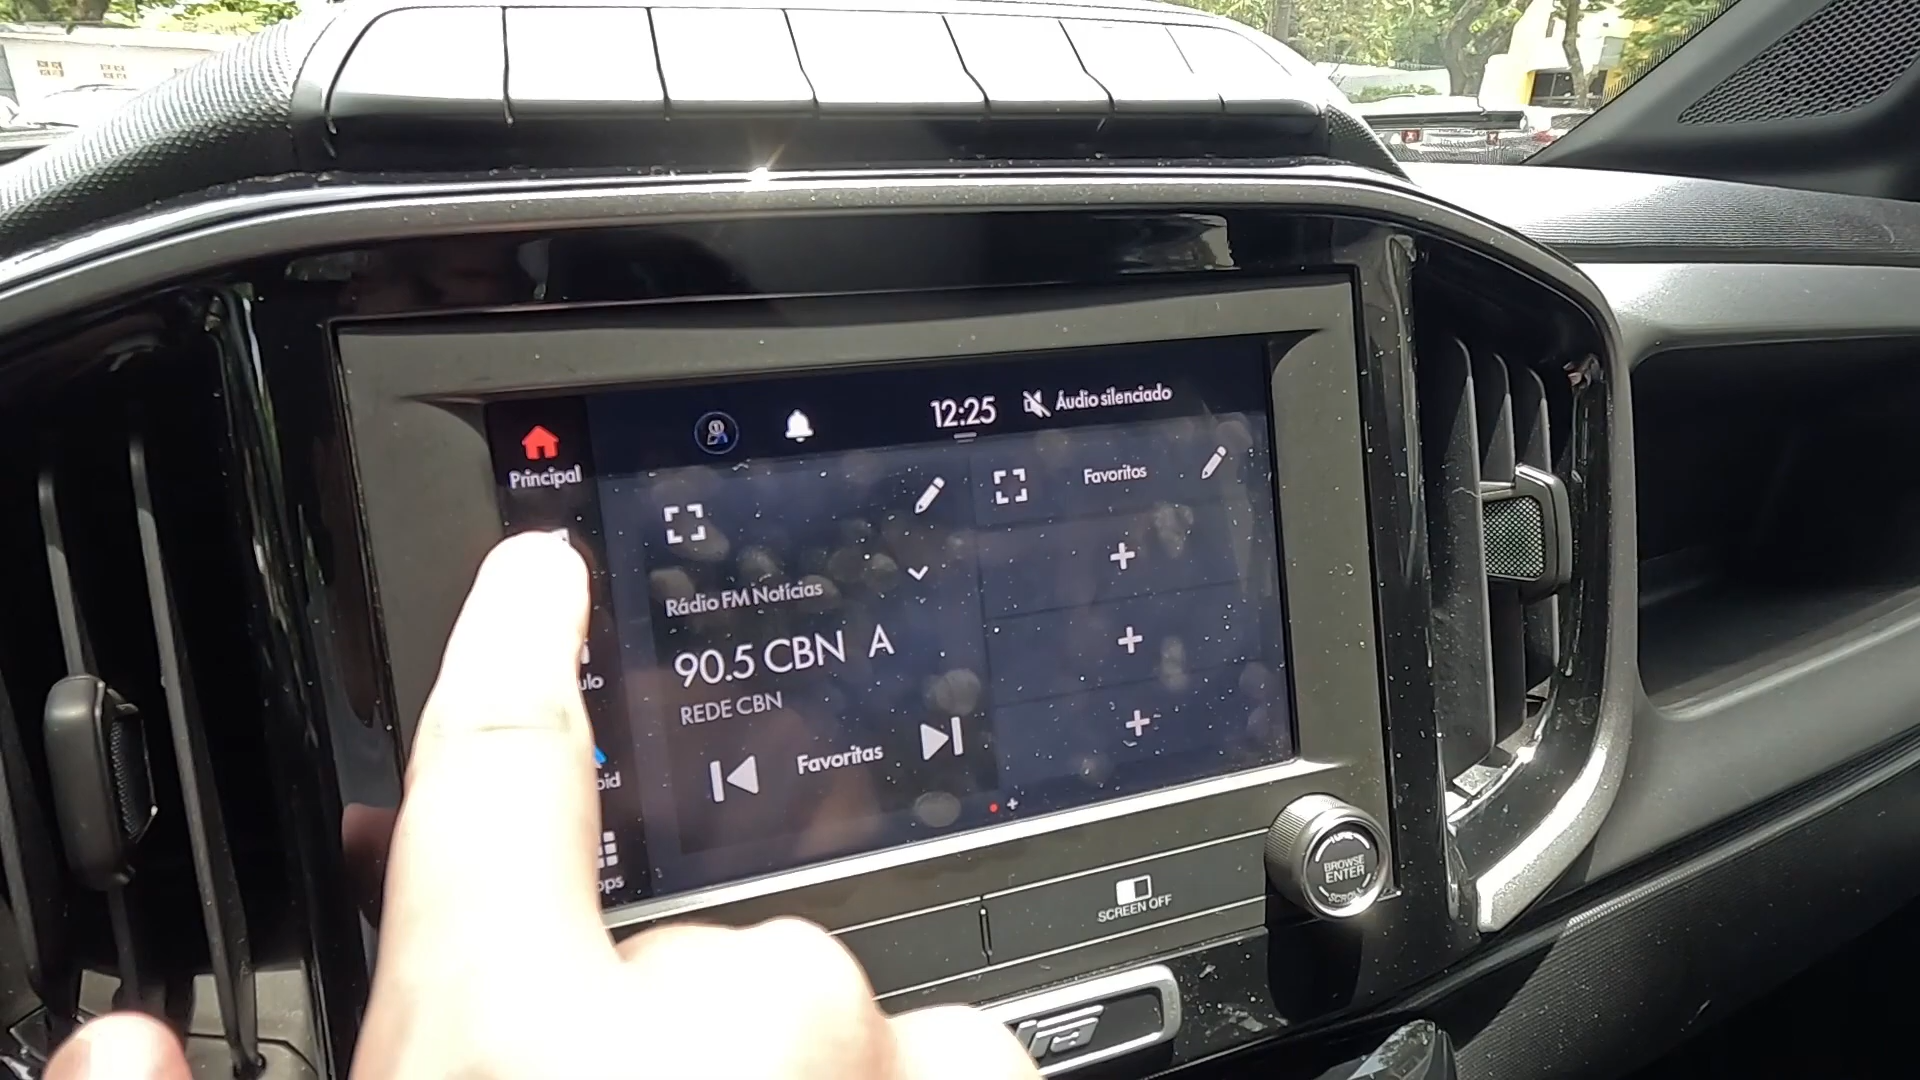 12:25
Áudio silenciado
Principal
Favoritos
Rádio FM Notícias
90.5 CBN A
REDE CBN
Favoritas
SCREEN OFF
BROWSE
ENTER
SCROLL